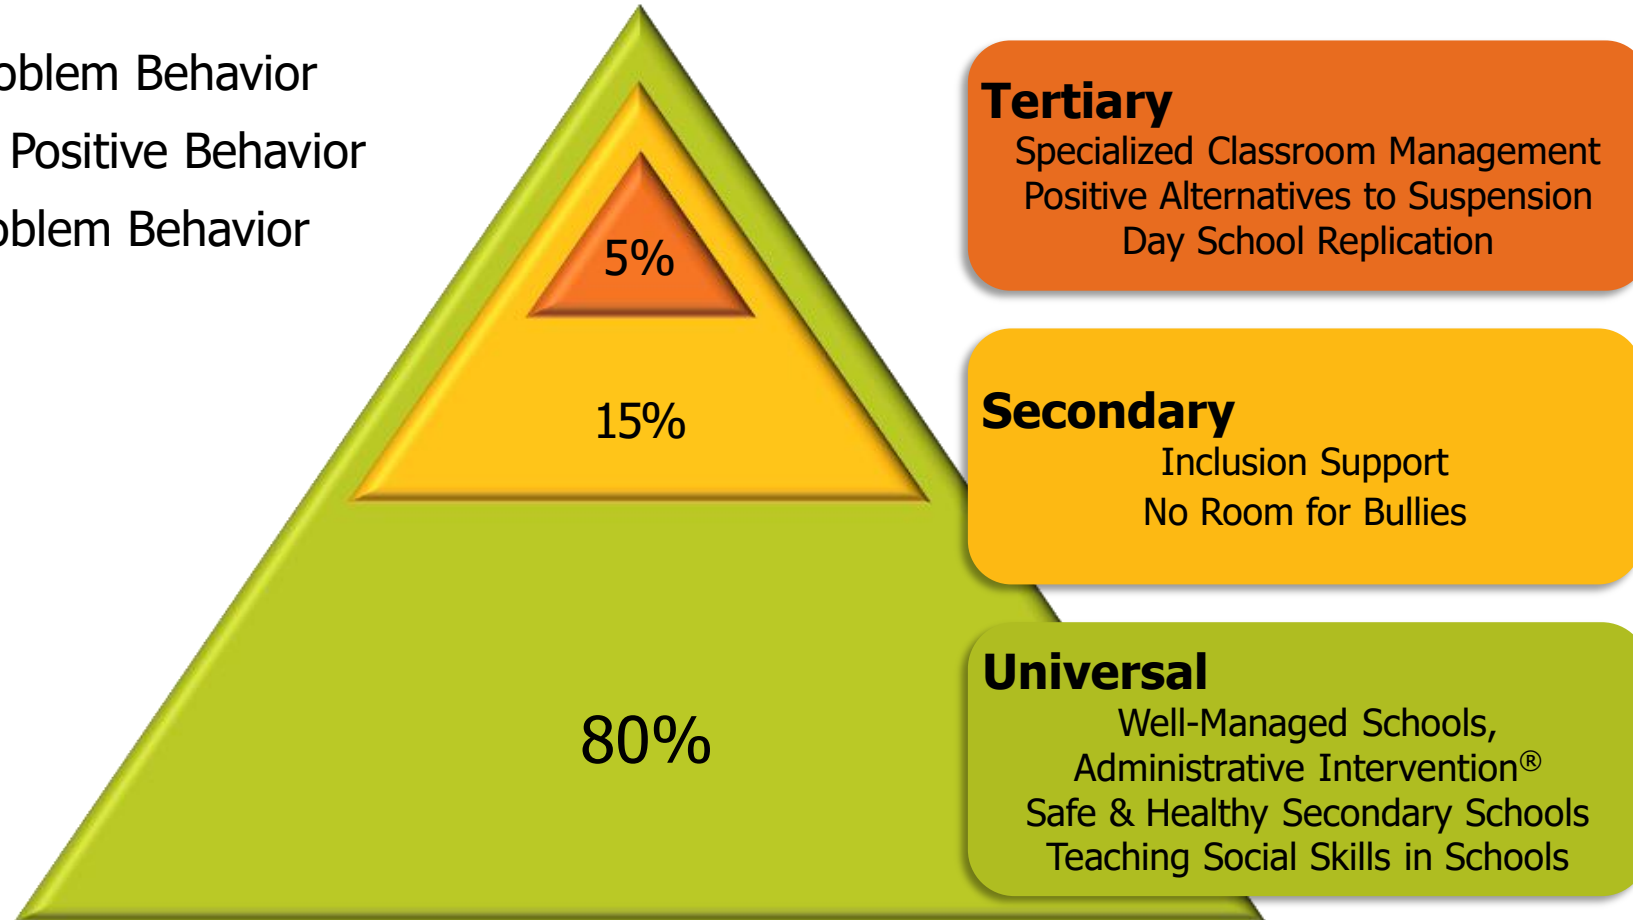 oblem Behavior
Positive Behavior
oblem Behavior
5%
15%
80%
Tertiary
Specialized Classroom Management
Positive Alternatives to Suspension
Day School Replication
Secondary
Inclusion Support
No Room for Bullies
Universal
Well-Managed Schools,
Administrative Intervention®
Safe & Healthy Secondary Schools
Teaching Social Skills in Schools